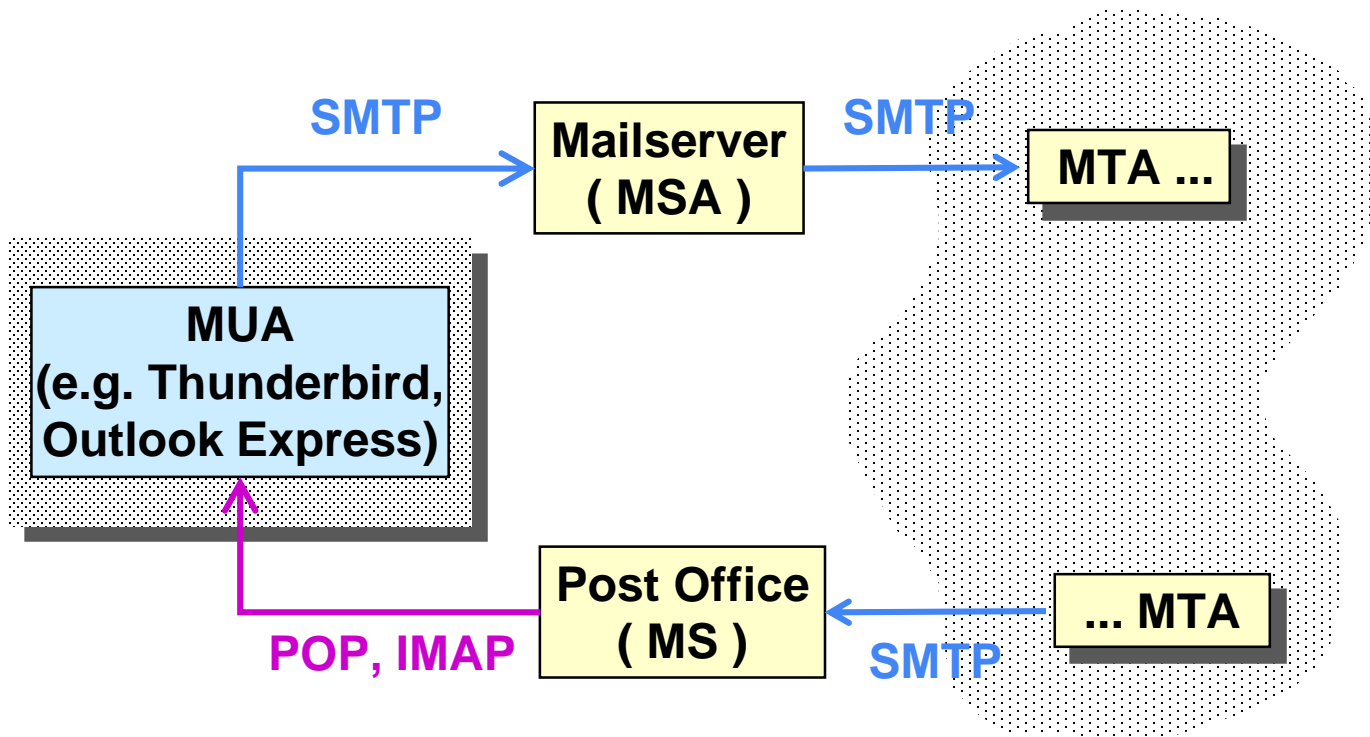 SMTP
Mailserver
( MSA )
SMTP
MTA ...
MUA
(e.g. Thunderbird,
Outlook Express)
POP, IMAP
Post Office
( MS )
SMTP
... MTA